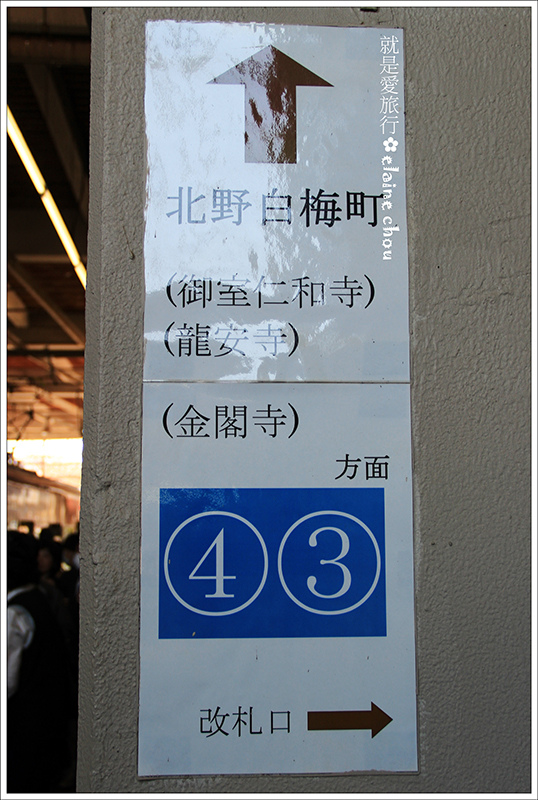 就是愛旅行✿elaine chou
北野白梅町
(御室仁和寺)
(龍安寺)
(金閣寺)
方面
④③
改札口